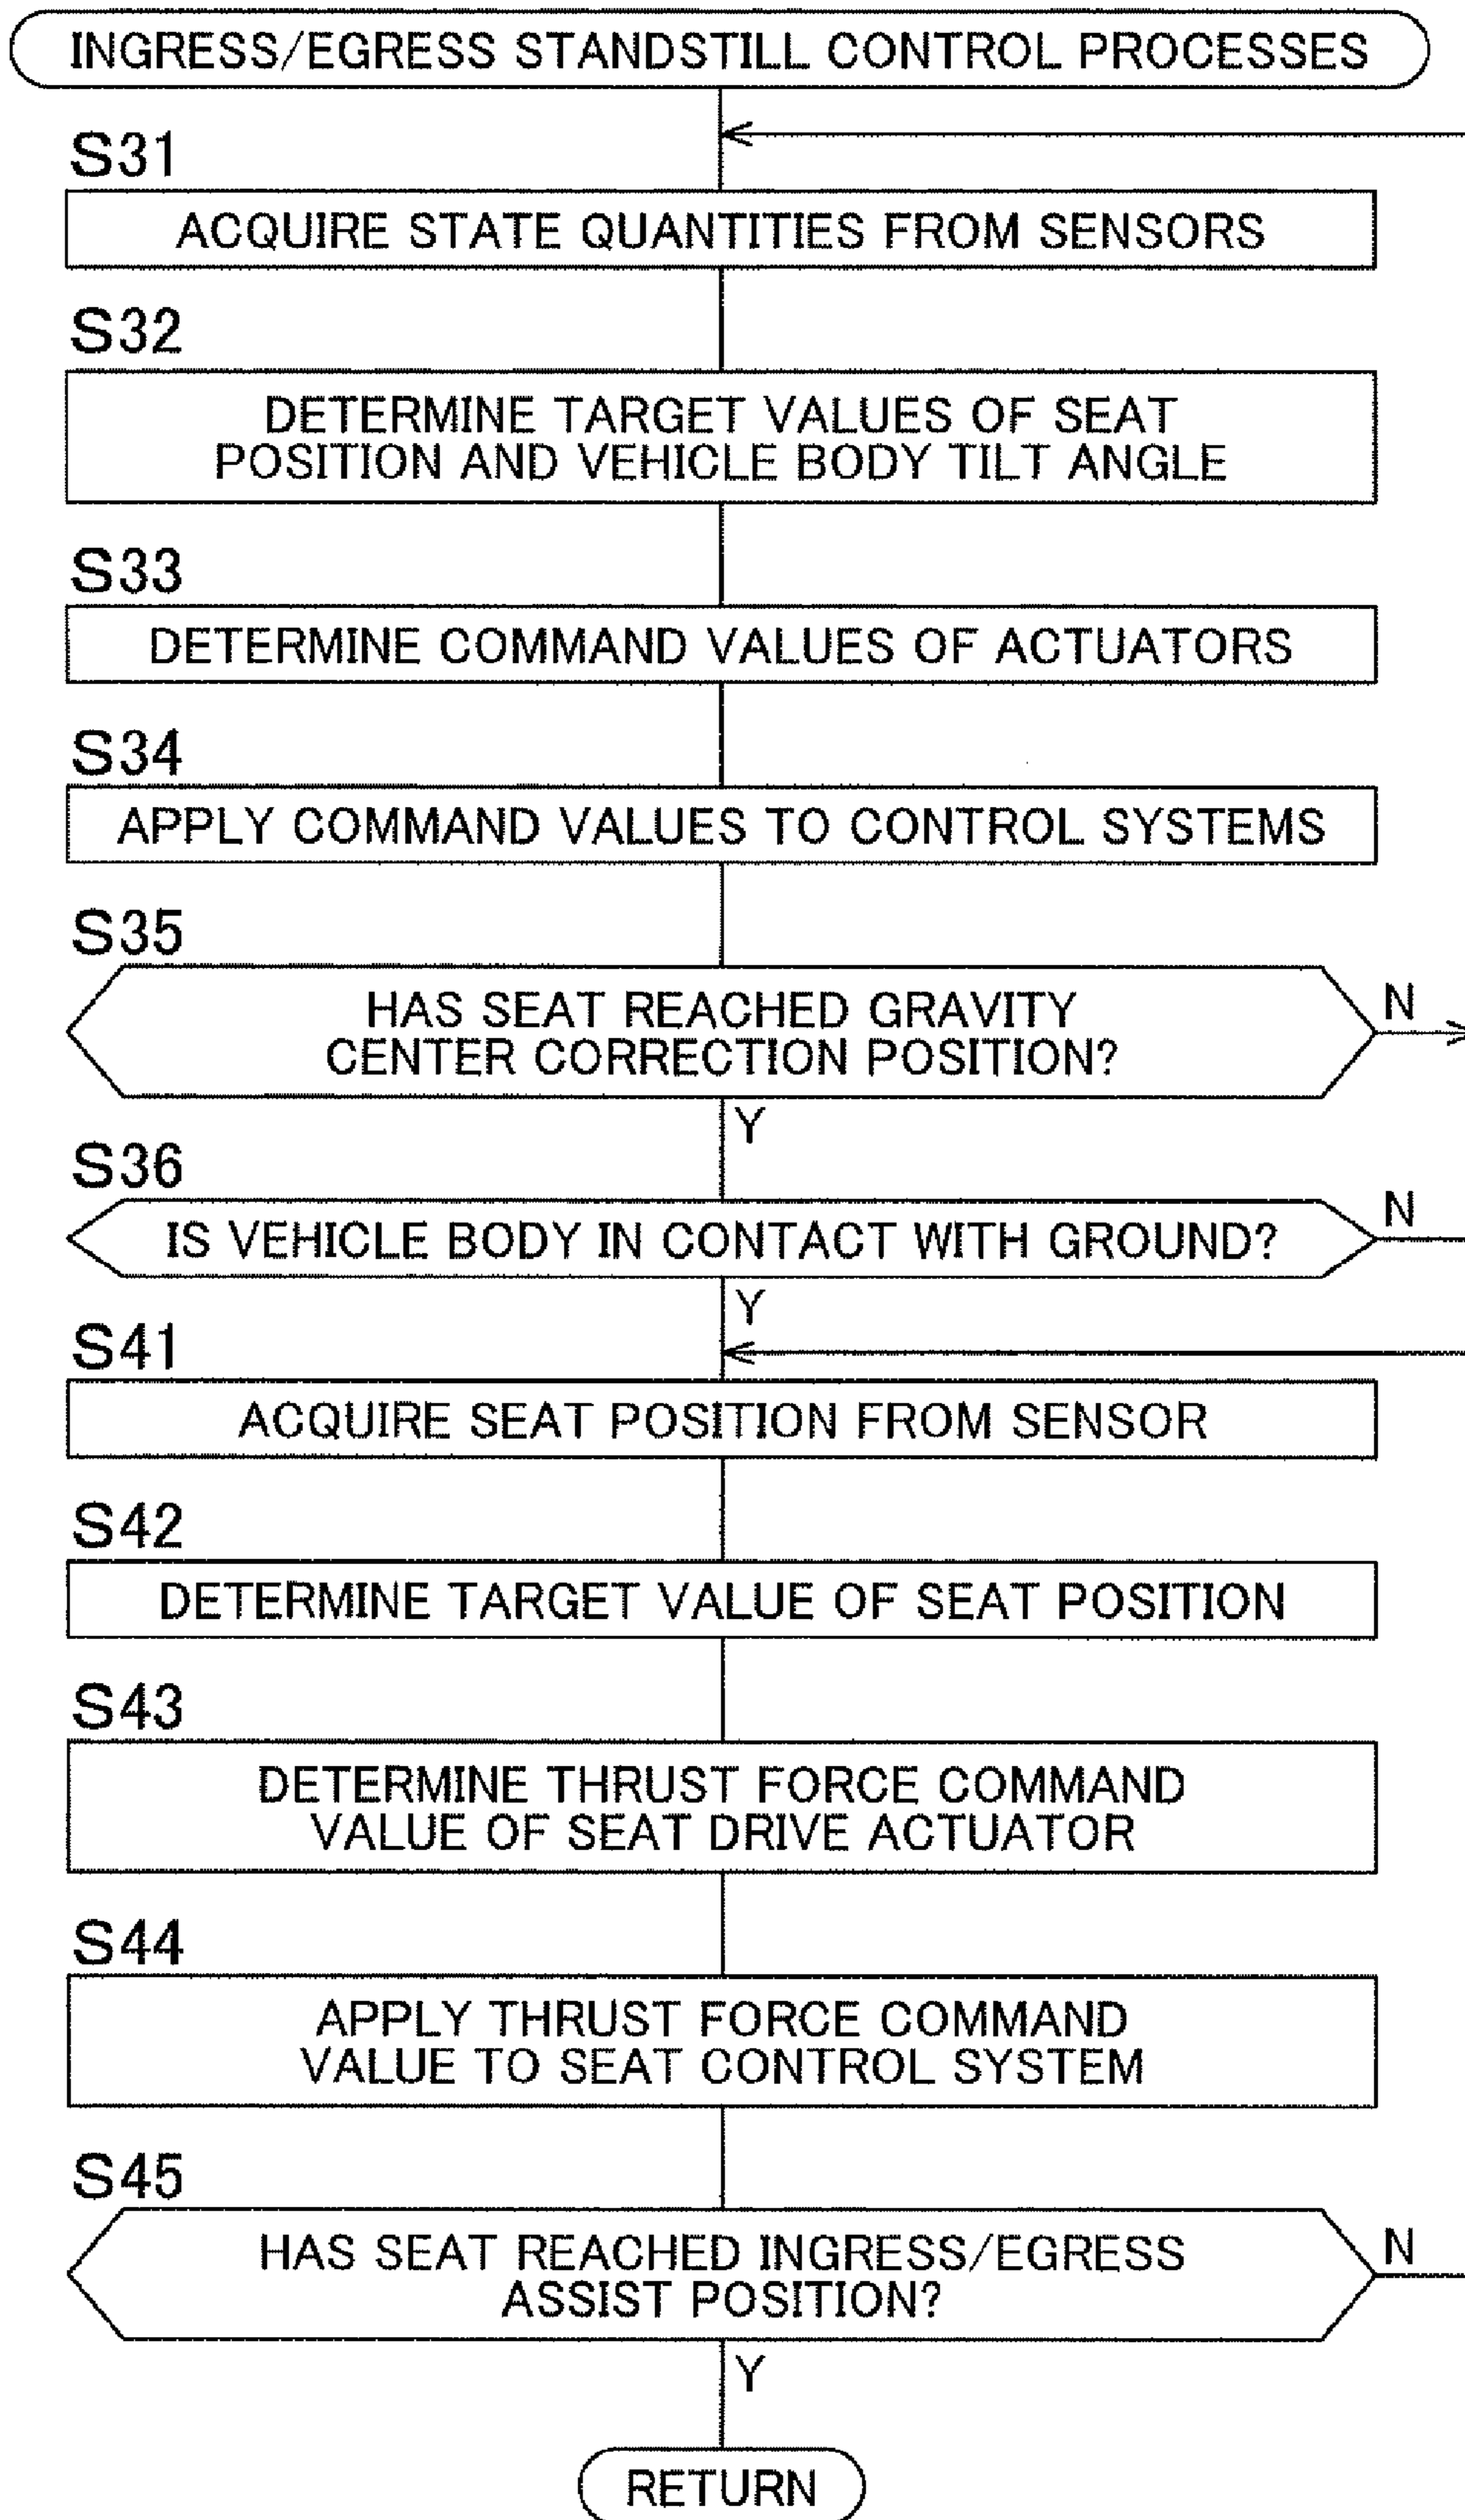 INGRESS/EGRESS STANDSTILL CONTROL PROCESSES
S31
ACQUIRE STATE QUANTITIES FROM SENSORS
S32
DETERMINE TARGET VALUES OF SEAT
POSITION AND VEHICLE BODY TILT ANGLE
S33
DETERMINE COMMAND VALUES OF ACTUATORS
S34
APPLY COMMAND VALUES TO CONTROL SYSTEMS
S35
HAS SEAT REACHED GRAVITY
CENTER CORRECTION POSITION?
N
Y
S36
IS VEHICLE BODY IN CONTACT WITH GROUND?
N
Y
S41
ACQUIRE SEAT POSITION FROM SENSOR
S42
DETERMINE TARGET VALUE OF SEAT POSITION
S43
DETERMINE THRUST FORCE COMMAND
VALUE OF SEAT DRIVE ACTUATOR
S44
APPLY THRUST FORCE COMMAND
VALUE TO SEAT CONTROL SYSTEM
S45
HAS SEAT REACHED INGRESS/EGRESS
ASSIST POSITION?
N
Y
RETURN